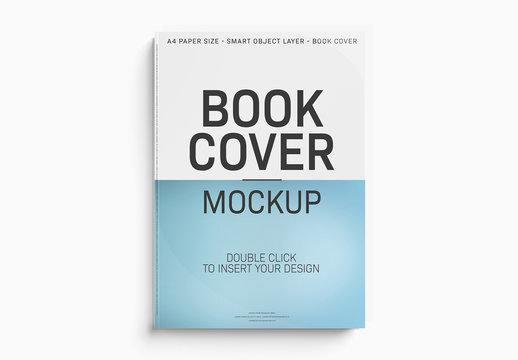 A4 PAPER SIZE - SMART OBJECT LAYER - BOOK COVER
BOOK
COVER
MOCKUP
DOUBLE CLICK
TO INSERT YOUR DESIGN